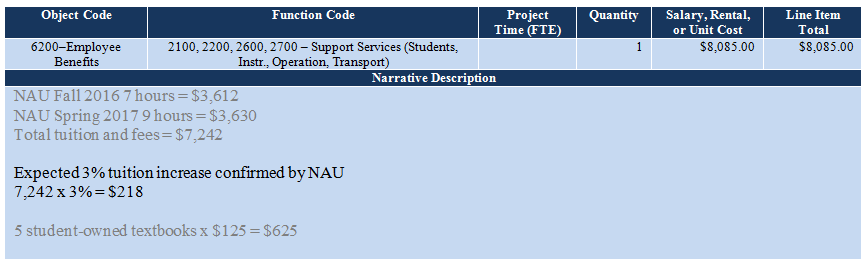 Object Code Function Code Project Time (FTE) Quantity Salary, Rental, or Unit Cost Line Item Total
6200–Employee Benefits 2100, 2200, 2600, 2700 – Support Services (Students, Instr., Operation, Transport) 1 $8,085.00 $8,085.00
Narrative Description
NAU Fall 2016 7 hours = $3,612
NAU Spring 2017 9 hours = $3,630
Total tuition and fees = $7,242
Expected 3% tuition increase confirmed by NAU
7,242 x 3% = $218
5 student-owned textbooks x $125 = $625